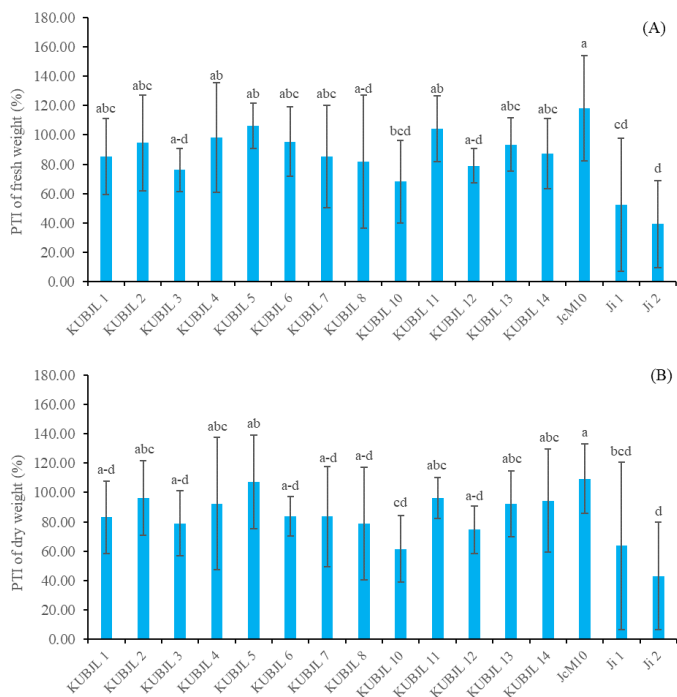 (A)
PTI of fresh weight (%)
180.00
160.00
140.00
120.00
100.00
80.00
60.00
40.00
20.00
0.00
abc abc a-d ab ab abc abc a-d bcd ab a-d abc abc a cd d
KUBJL 1 KUBJL 2 KUBJL 3 KUBJL 4 KUBJL 5 KUBJL 6 KUBJL 7 KUBJL 8 KUBJL 10 KUBJL 11 KUBJL 12 KUBJL 13 KUBJL 14 JcM10 Ji 1 Ji 2
(B)
PTI of dry weight (%)
180.00
160.00
140.00
120.00
100.00
80.00
60.00
40.00
20.00
0.00
a-d abc a-d abc ab a-d a-d a-d cd abc a-d abc abc a bcd d
KUBJL 1 KUBJL 2 KUBJL 3 KUBJL 4 KUBJL 5 KUBJL 6 KUBJL 7 KUBJL 8 KUBJL 10 KUBJL 11 KUBJL 12 KUBJL 13 KUBJL 14 JcM10 Ji 1 Ji 2